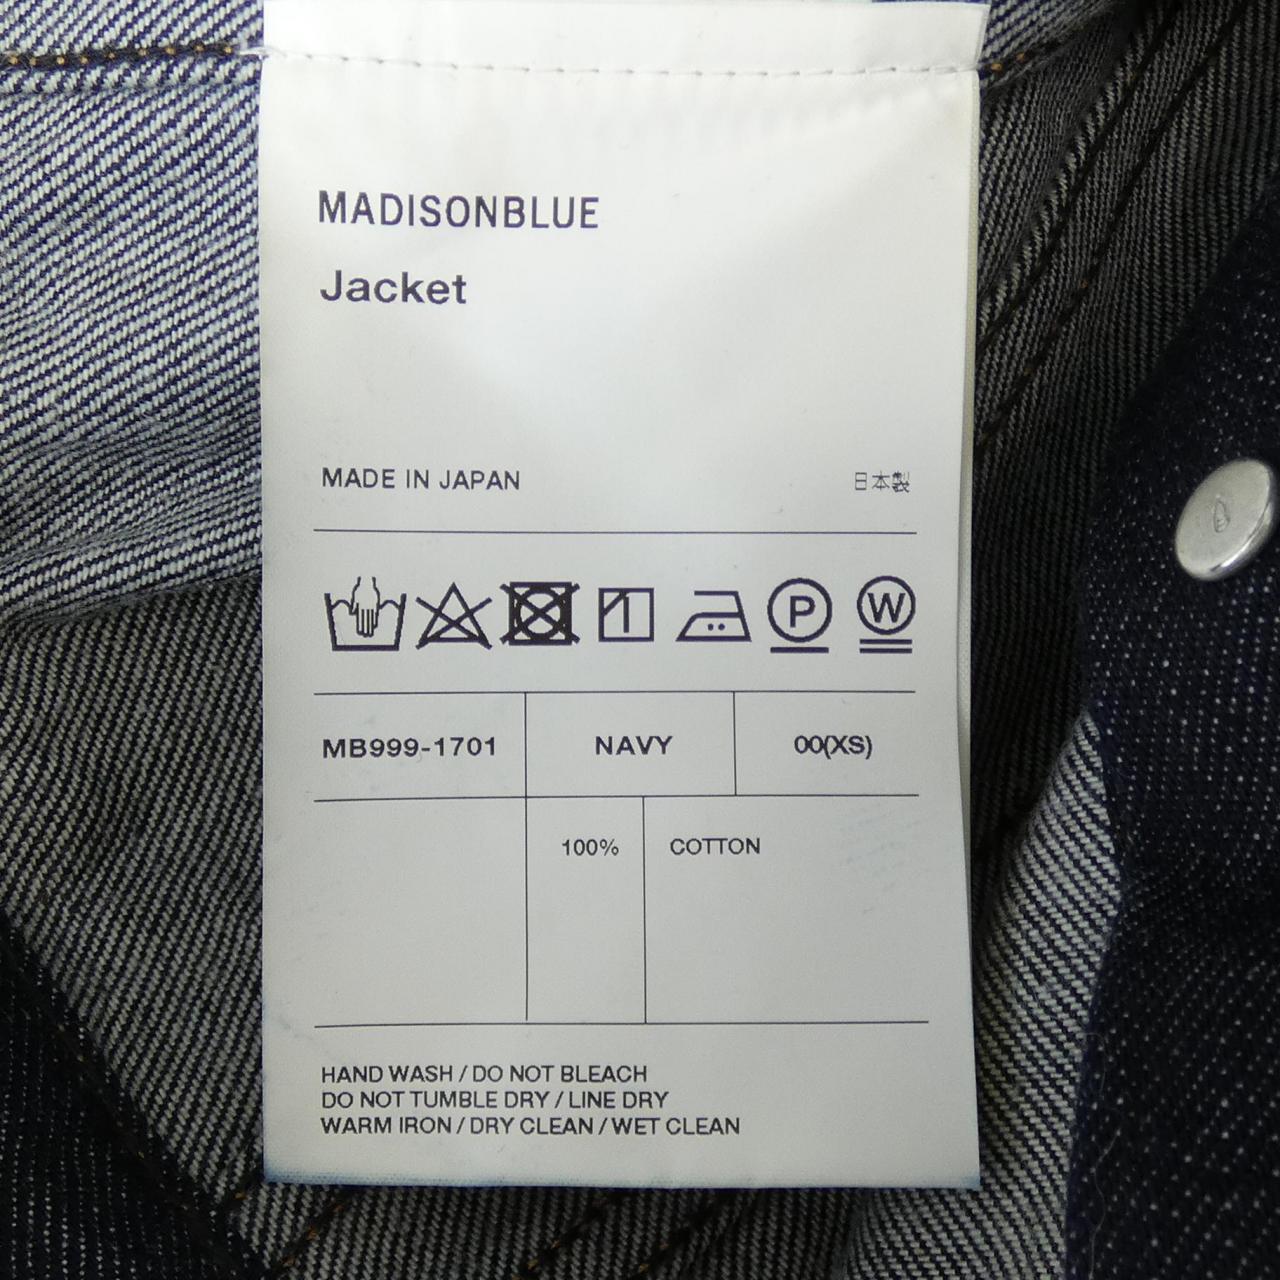 MADISONBLUE
Jacket
MADE IN JAPAN 日本製
P W
MB999-1701 NAVY 00(XS)
100% COTTON
HAND WASH / DO NOT BLEACH
DO NOT TUMBLE DRY / LINE DRY
WARM IRON / DRY CLEAN / WET CLEAN